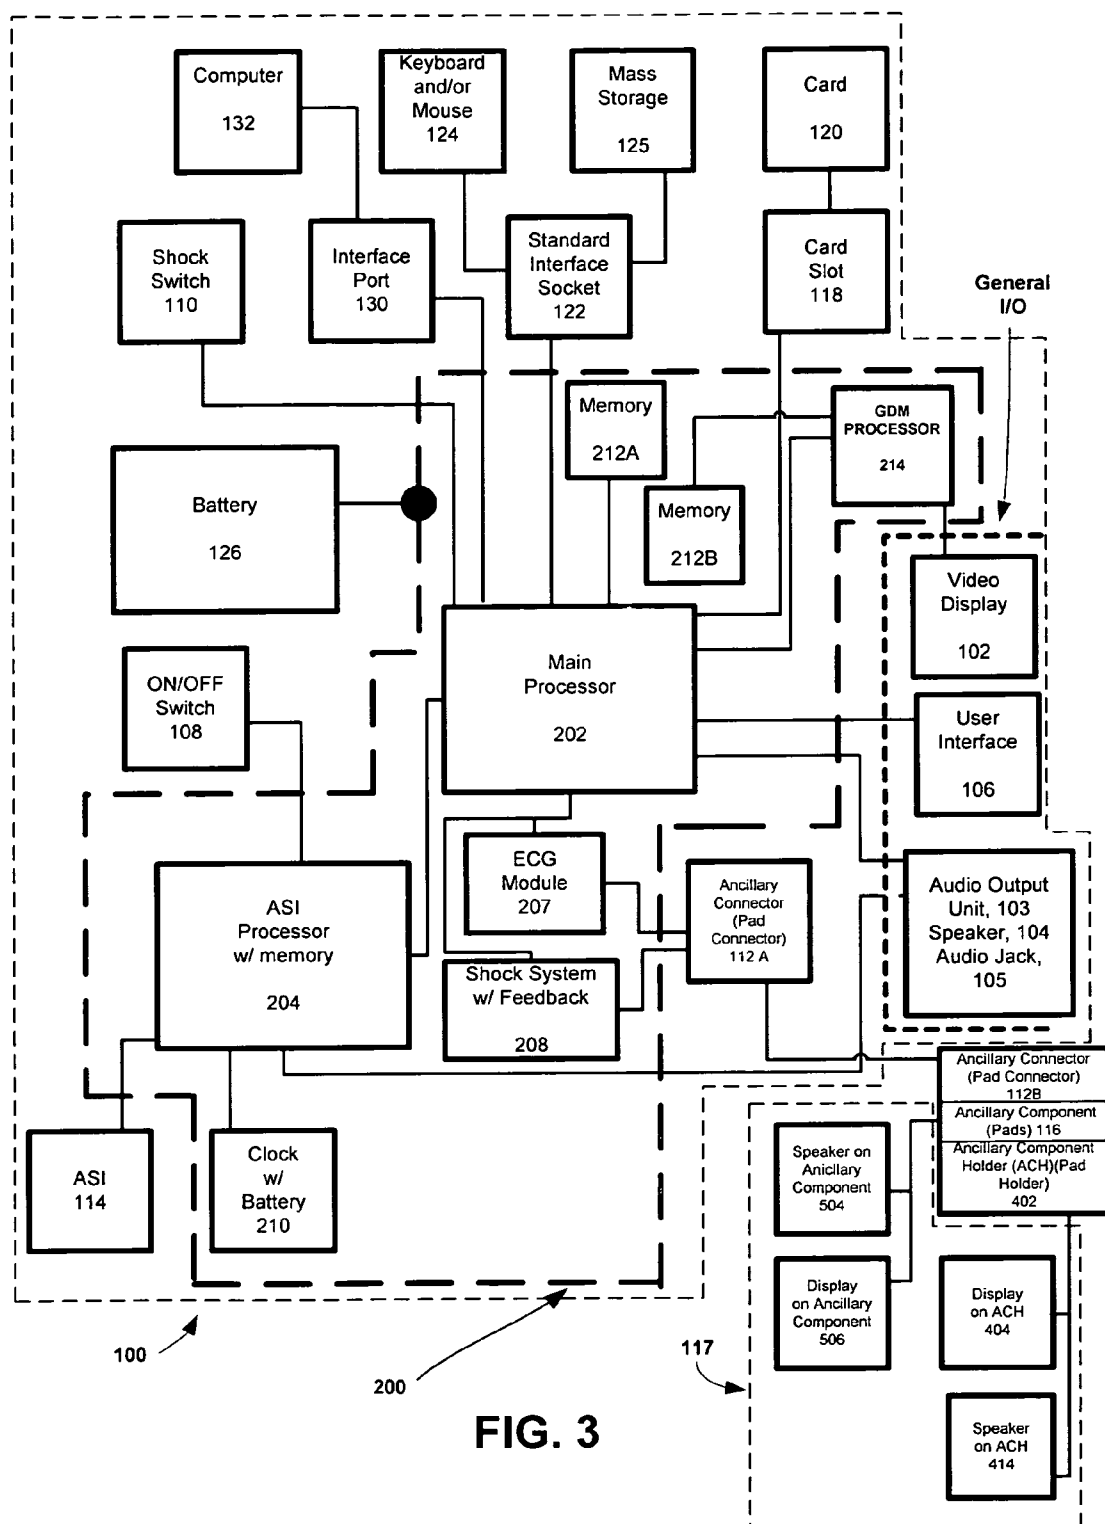 Computer
132
Keyboard
and/or
Mouse
124
Mass
Storage
125
Card
120
Shock
Switch
110
Interface
Port
130
Standard
Interface
Socket
122
Card
Slot
118
General
I/O
Memory
212A
GDM
PROCESSOR
214
Battery
126
Memory
212B
Video
Display
102
ON/OFF
Switch
108
Main
Processor
202
User
Interface
106
ECG
Module
207
Ancillary
Connector
(Pad
Connector)
112 A
Audio Output
Unit, 103
Speaker, 104
Audio Jack,
105
ASI
Processor
w/ memory
204
Shock System
w/ Feedback
208
Ancillary Connector
(Pad Connector)
112B
Ancillary Component
(Pads) 116
Ancillary Component
Holder (ACH)(Pad
Holder)
402
ASI
114
Clock
w/
Battery
210
Speaker on
Anicillary
Component
504
Display
on Ancillary
Component
506
Display
on ACH
404
100
200
117
Speaker
on ACH
414
FIG. 3